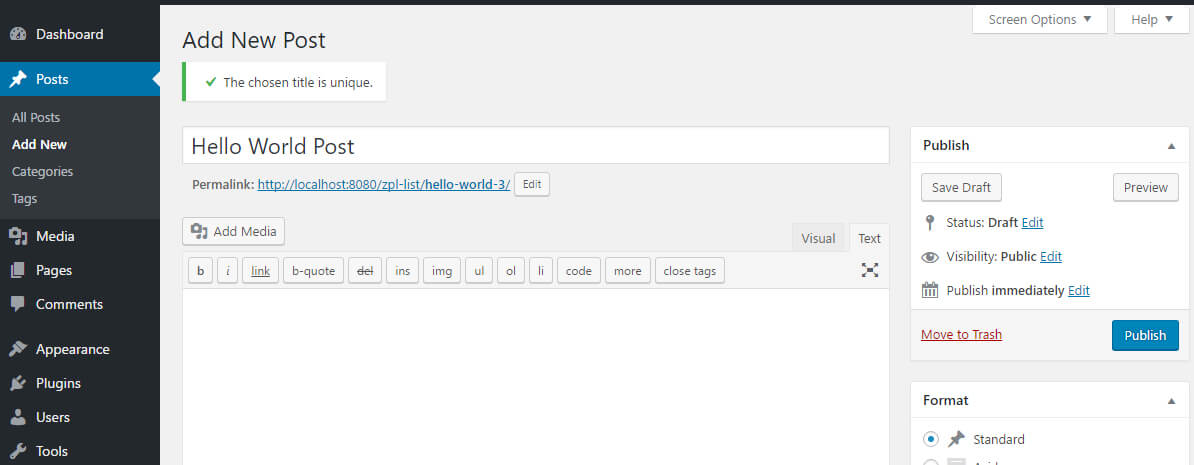 Dashboard
Posts
All Posts
Add New
Categories
Tags
Media
Pages
Comments
Appearance
Plugins
Users
Tools
Screen Options
Help
Add New Post
The chosen title is unique.
Hello World Post
Permalink: http://localhost:8080/zpl-list/hello-world-3/ Edit
Add Media
Visual Text
b i link b-quote del ins img ul ol li code more close tags
Publish
Save Draft Preview
Status: Draft Edit
Visibility: Public Edit
Publish immediately Edit
Move to Trash Publish
Format
Standard